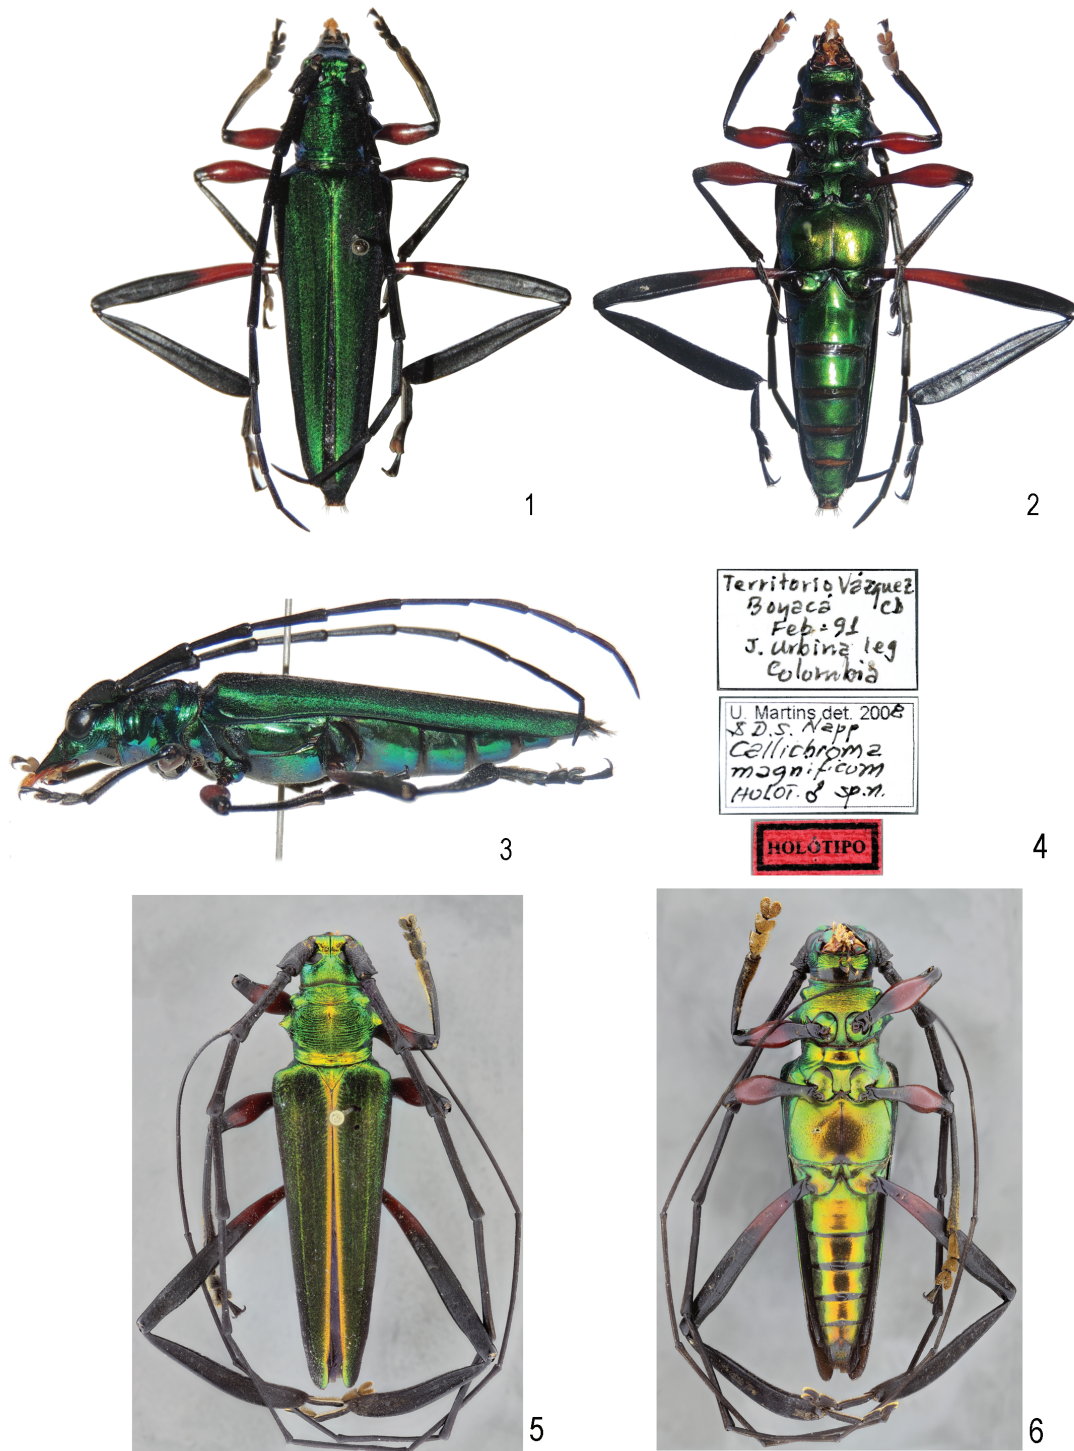 1
2
3
Territorio Vázquez
Boyacá CD
Feb-91
J. Urbina leg
Colombia
U. Martins det. 2008
& D.S. Napp
Callichroma
magnificum
HOLOT. ♂ sp.n.
HOLÓTIPO
4
5
6